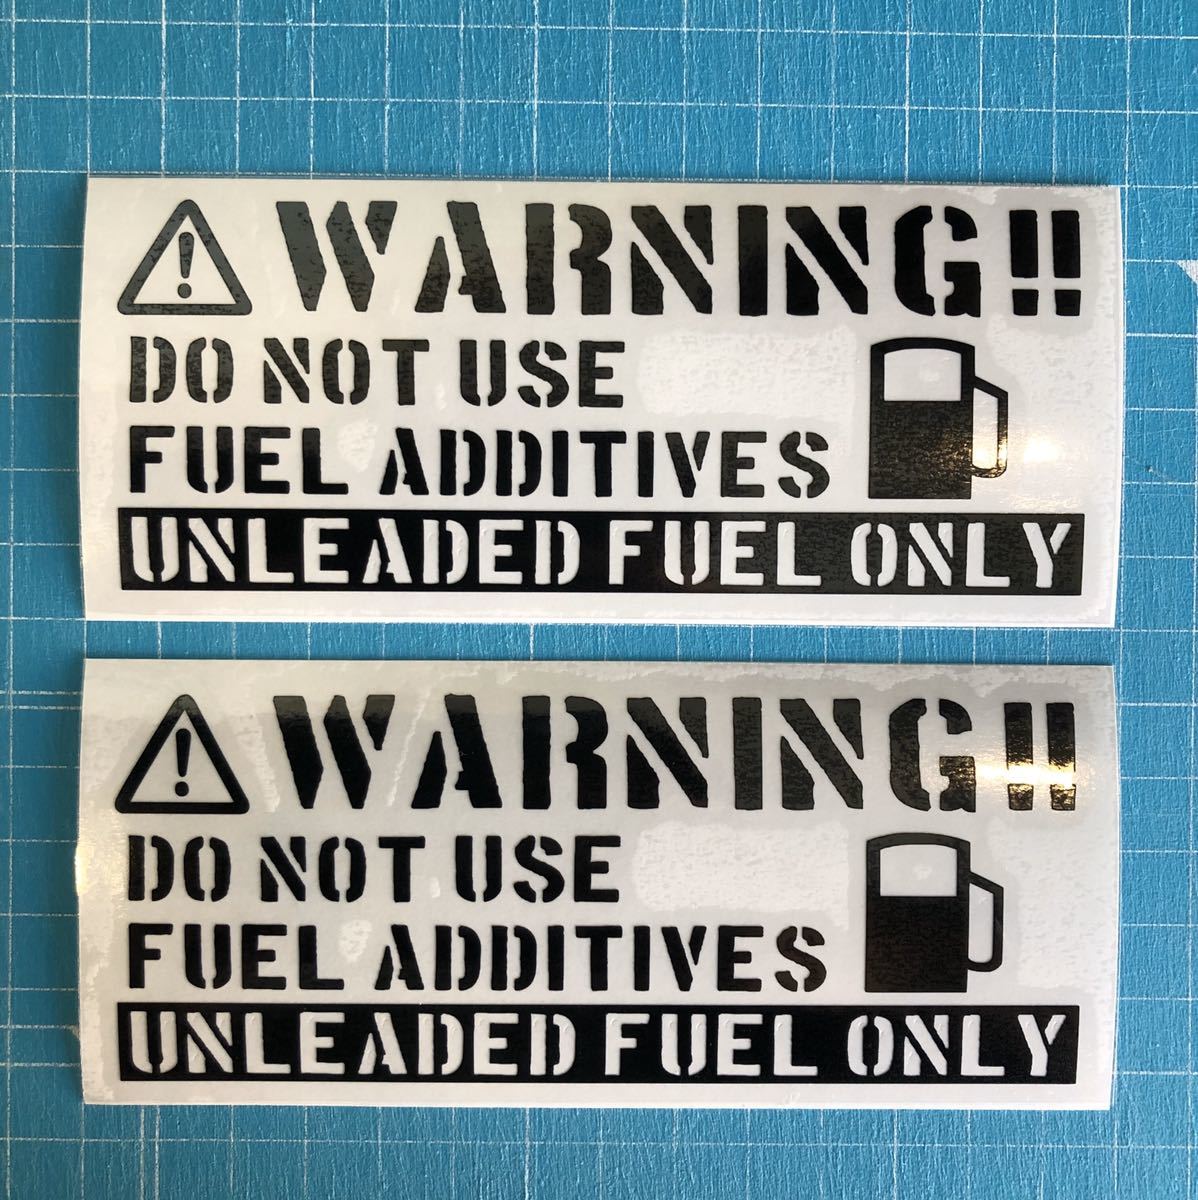 WARNING!!
DO NOT USE
FUEL ADDITIVES
UNLEADED FUEL ONLY
WARNING!!
DO NOT USE
FUEL ADDITIVES
UNLEADED FUEL ONLY